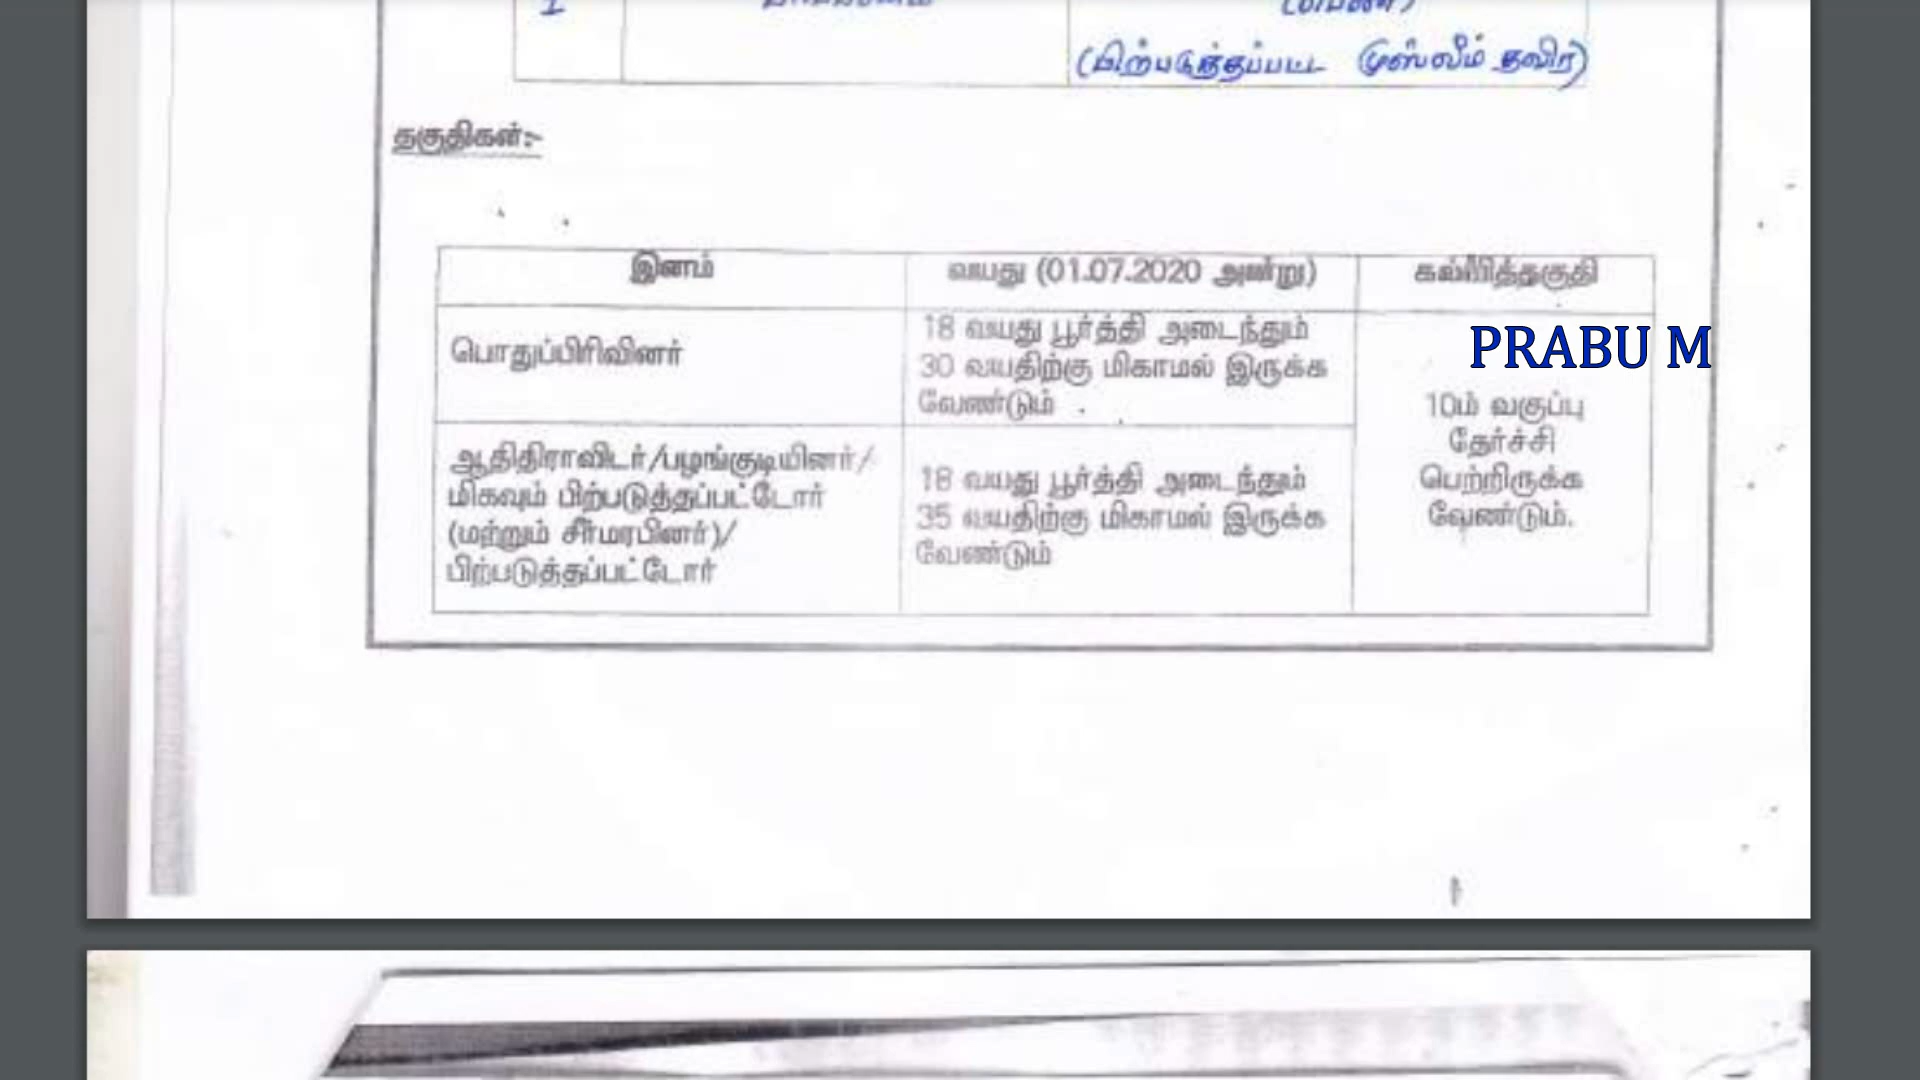 1
(பிற்படுத்தப்பட்ட முஸ்லீம் தவிர)
தகுதிகள்:-
இனம்
வயது (01.07.2020 அன்று)
கல்வித்தகுதி
பொதுப்பிரிவினர்
18 வயது பூர்த்தி அடைந்தும்
30 வயதிற்கு மிகாமல் இருக்க
வேண்டும்
PRABU M
10ம் வகுப்பு
தேர்ச்சி
பெற்றிருக்க
வேண்டும்.
ஆதிதிராவிடர்/பழங்குடியினர்/
மிகவும் பிற்படுத்தப்பட்டோர்
(மற்றும் சீர்மரபினர்)/
பிற்படுத்தப்பட்டோர்
18 வயது பூர்த்தி அடைந்தும்
35 வயதிற்கு மிகாமல் இருக்க
வேண்டும்